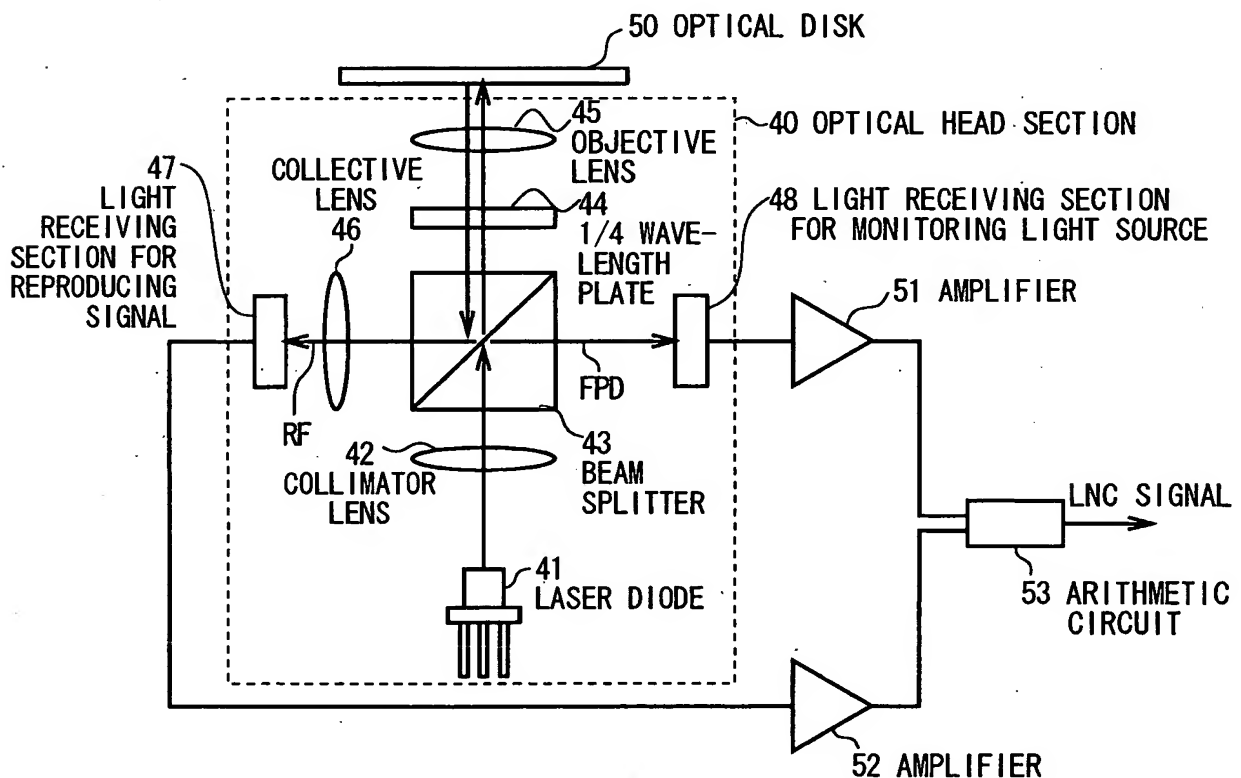 50 OPTICAL DISK
45
OBJECTIVE
LENS
40 OPTICAL HEAD SECTION
47
LIGHT
RECEIVING
SECTION FOR
REPRODUCING
SIGNAL
COLLECTIVE
LENS
46
44
1/4 WAVE-
LENGTH
PLATE
48 LIGHT RECEIVING SECTION
FOR MONITORING LIGHT SOURCE
51 AMPLIFIER
RF
FPD
42
COLLIMATOR
LENS
43
BEAM
SPLITTER
LNC SIGNAL
41
LASER DIODE
53 ARITHMETIC
CIRCUIT
52 AMPLIFIER